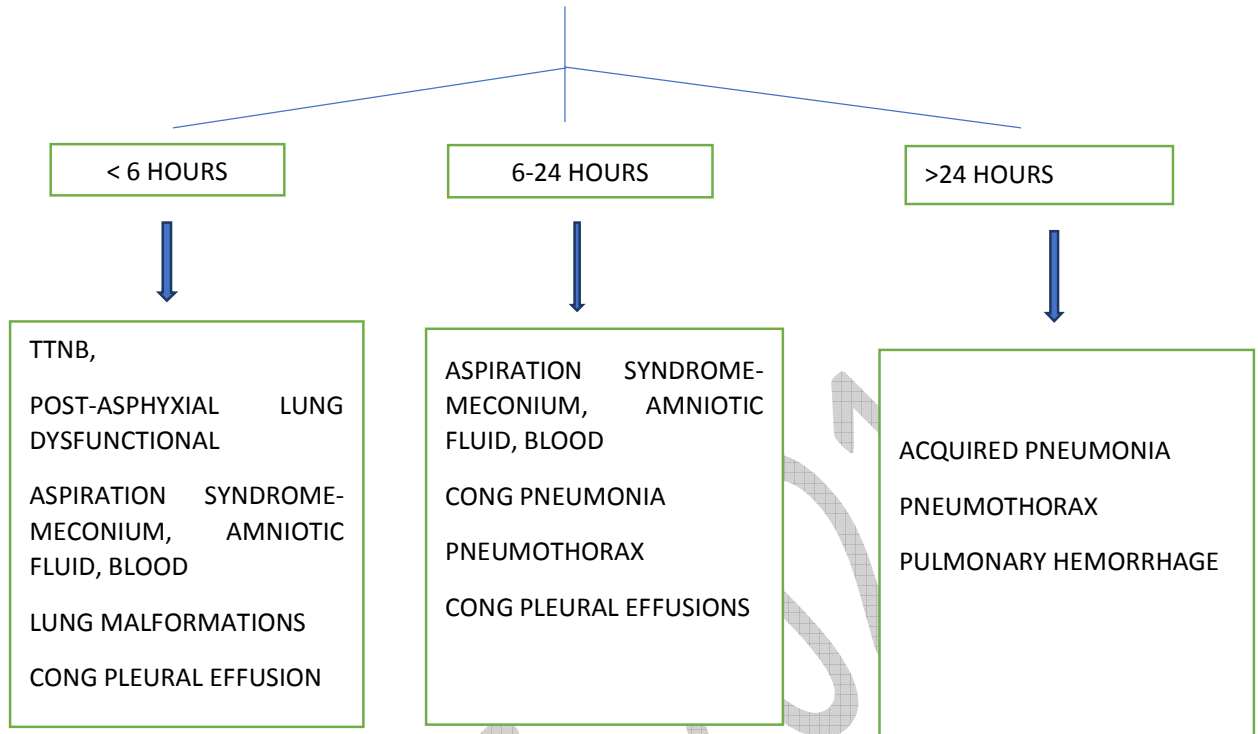 < 6 HOURS
6-24 HOURS
>24 HOURS
TTNB,
POST-ASPHYXIAL LUNG
DYSFUNCTIONAL
ASPIRATION SYNDROME-
MECONIUM, AMNIOTIC
FLUID, BLOOD
LUNG MALFORMATIONS
CONG PLEURAL EFFUSION
ASPIRATION SYNDROME-
MECONIUM, AMNIOTIC
FLUID, BLOOD
CONG PNEUMONIA
PNEUMOTHORAX
CONG PLEURAL EFFUSIONS
ACQUIRED PNEUMONIA
PNEUMOTHORAX
PULMONARY HEMORRHAGE